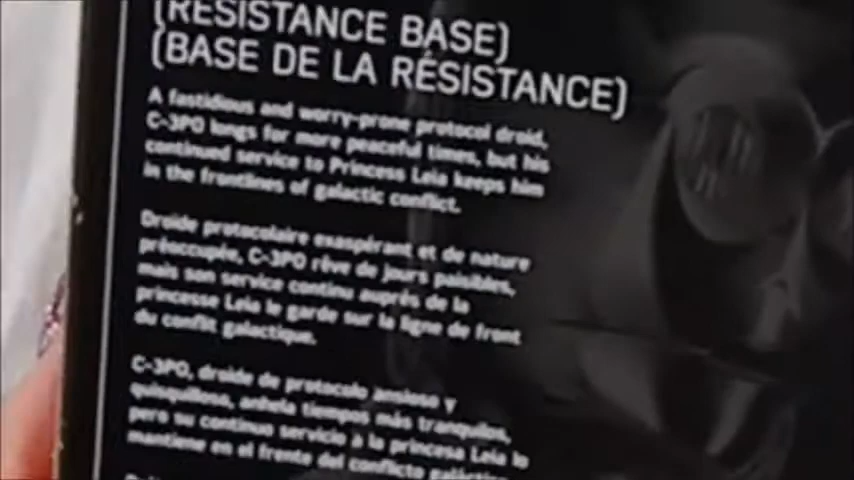 (RESISTANCE BASE)
(BASE DE LA RÉSISTANCE)
A fastidious and worry-prone protocol droid,
C-3PO longs for more peaceful times, but his
continued service to Princess Leia keeps him
in the frontlines of galactic conflict.
Droïde protocolaire exaspérant et de nature
préoccupée, C-3PO rêve de jours paisibles,
mais son service continu auprès de la
princesse Leia le garde sur la ligne de front
du conflit galactique.
C-3PO, droide de protocolo ansioso y
quisquilloso, anhela tiempos más tranquilos,
pero su continuo servicio a la princesa Leia lo
mantiene en el frente del conflicto galáctico